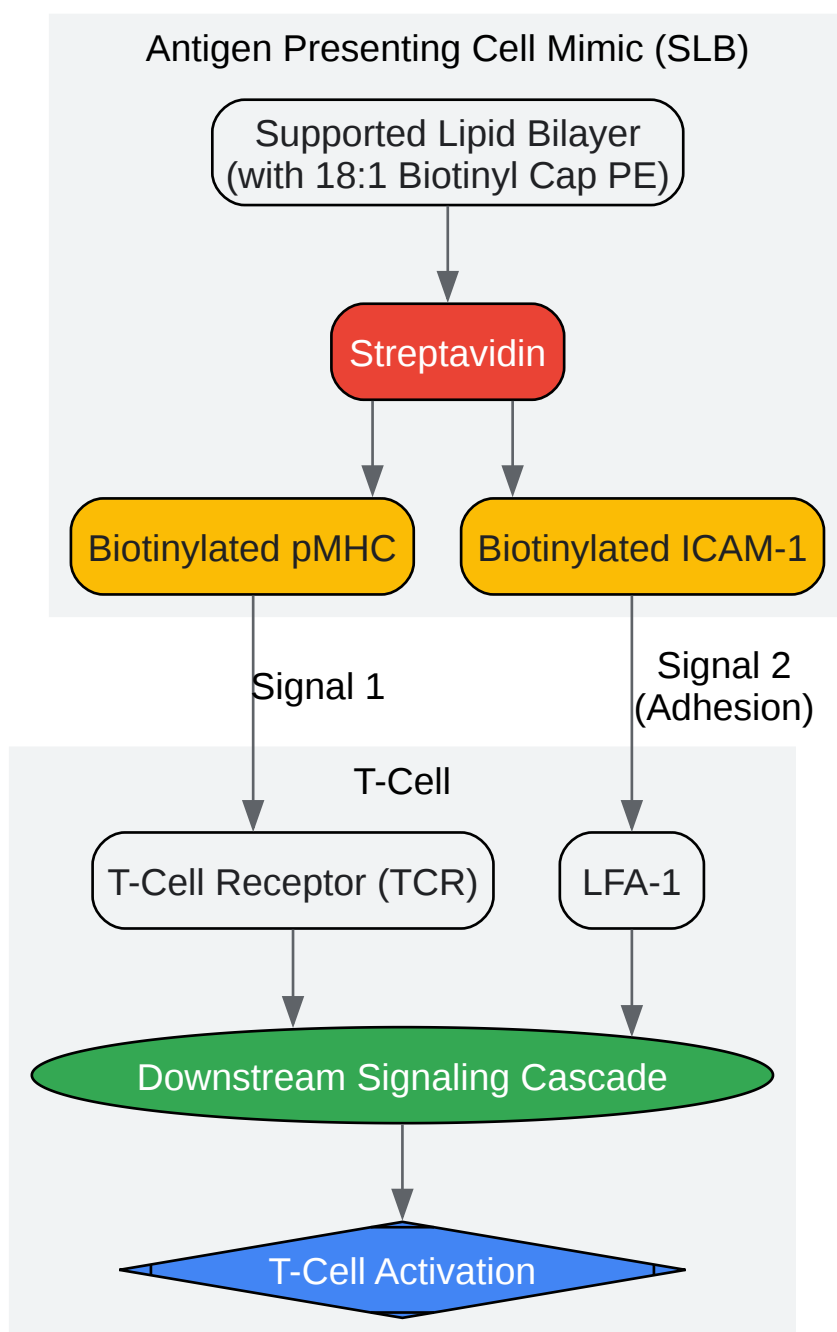 Antigen Presenting Cell Mimic (SLB)
Supported Lipid Bilayer
(with 18:1 Biotinyl Cap PE)
Streptavidin
Biotinylated pMHC
Biotinylated ICAM-1
Signal 1
Signal 2
(Adhesion)
T-Cell
T-Cell Receptor (TCR)
LFA-1
Downstream Signaling Cascade
T-Cell Activation